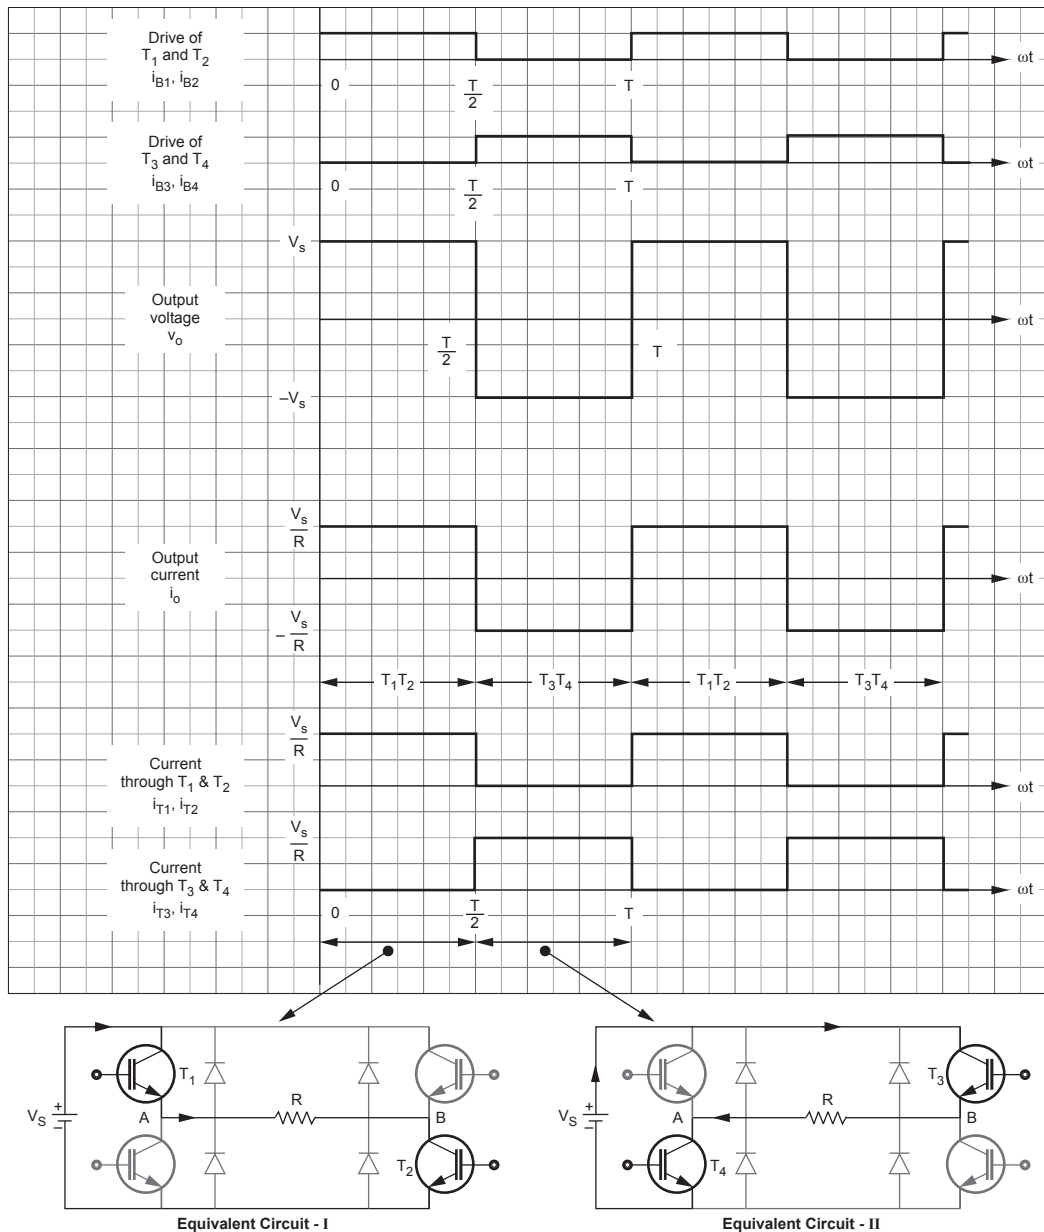 Drive of
T1 and T2
iB1, iB2
0
T/2
T
ωt
Drive of
T3 and T4
iB3, iB4
0
T/2
T
ωt
Vs
Output
voltage
vo
T/2
T
ωt
–Vs
Vs/R
Output
current
io
ωt
– Vs/R
T1T2 T3T4 T1T2 T3T4
Vs/R
Current
through T1 & T2
iT1, iT2
ωt
Vs/R
Current
through T3 & T4
iT3, iT4
0
T/2
T
ωt
T1
VS
+
–
A
R
B
T2
Equivalent Circuit - I
T3
VS
+
–
A
R
B
T4
Equivalent Circuit - II